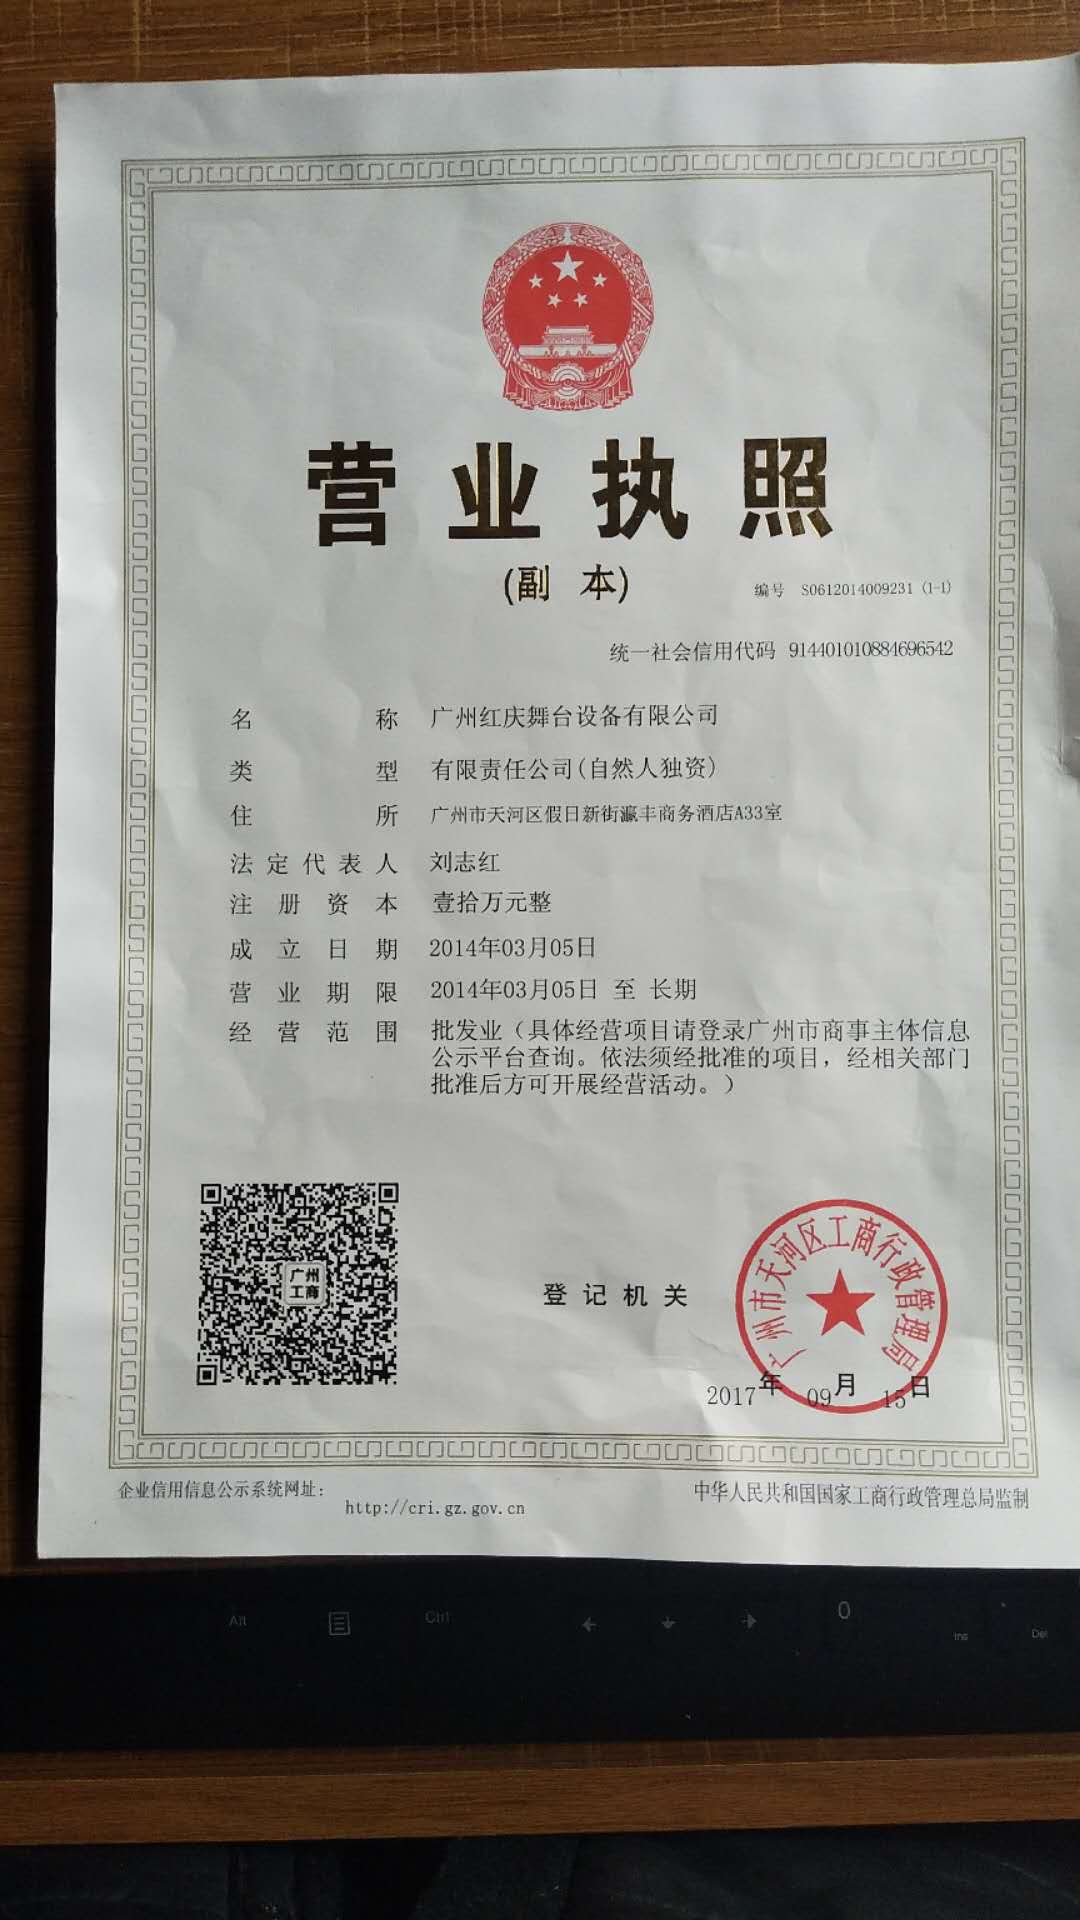 营业执照
(副 本)
编号 S0612014009231 (1-1)
统一社会信用代码 914401010884696542
名称 广州红庆舞台设备有限公司
类型 有限责任公司(自然人独资)
住所 广州市天河区假日新街瀛丰商务酒店A33室
法定代表人 刘志红
注册资本 壹拾万元整
成立日期 2014年03月05日
营业期限 2014年03月05日 至 长期
经营范围 批发业（具体经营项目请登录广州市商事主体信息
公示平台查询。依法须经批准的项目，经相关部门
批准后方可开展经营活动。）
广州
工商
登记机关
广州市天河区工商行政管理局
2017年 09月 15日
企业信用信息公示系统网址：
http://cri.gz.gov.cn
中华人民共和国国家工商行政管理总局监制
Alt
Ctrl
0
Ins
Del